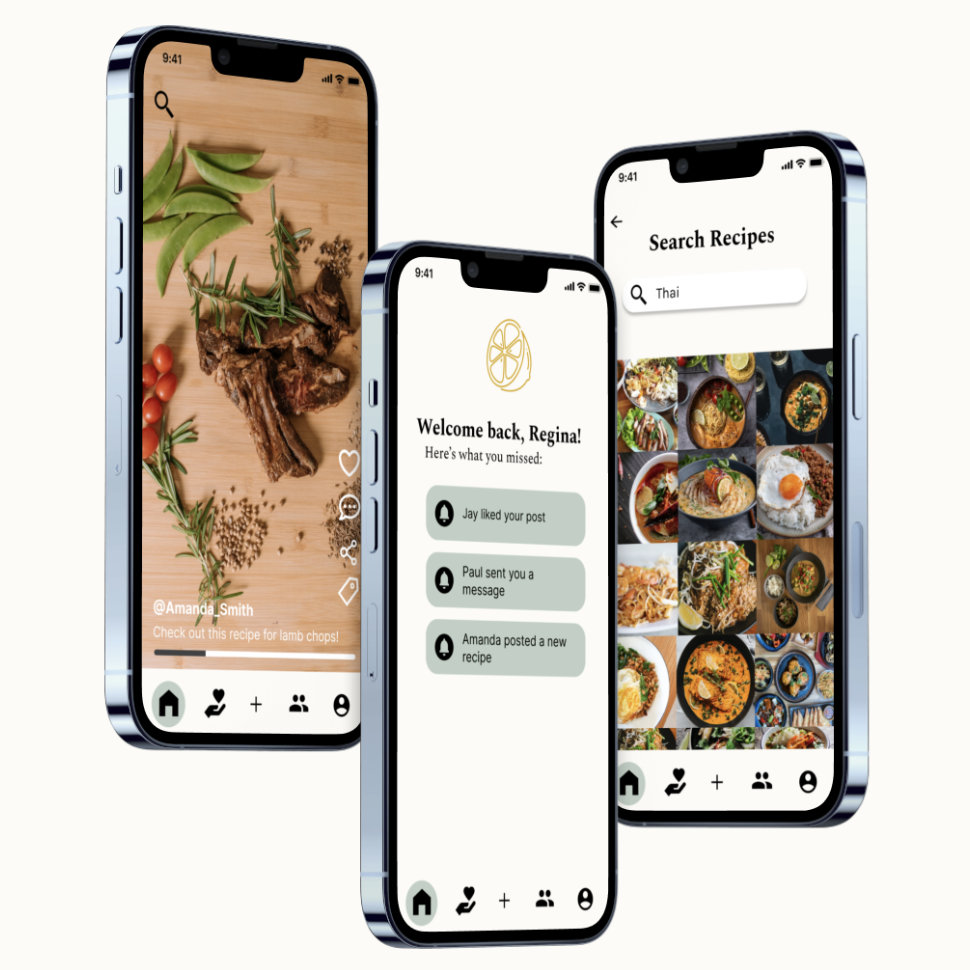 9:41
@Amanda_Smith
Check out this recipe for lamb chops!
9:41
Welcome back, Regina!
Here's what you missed:
Jay liked your post
Paul sent you a
message
Amanda posted a new
recipe
9:41
Search Recipes
Thai